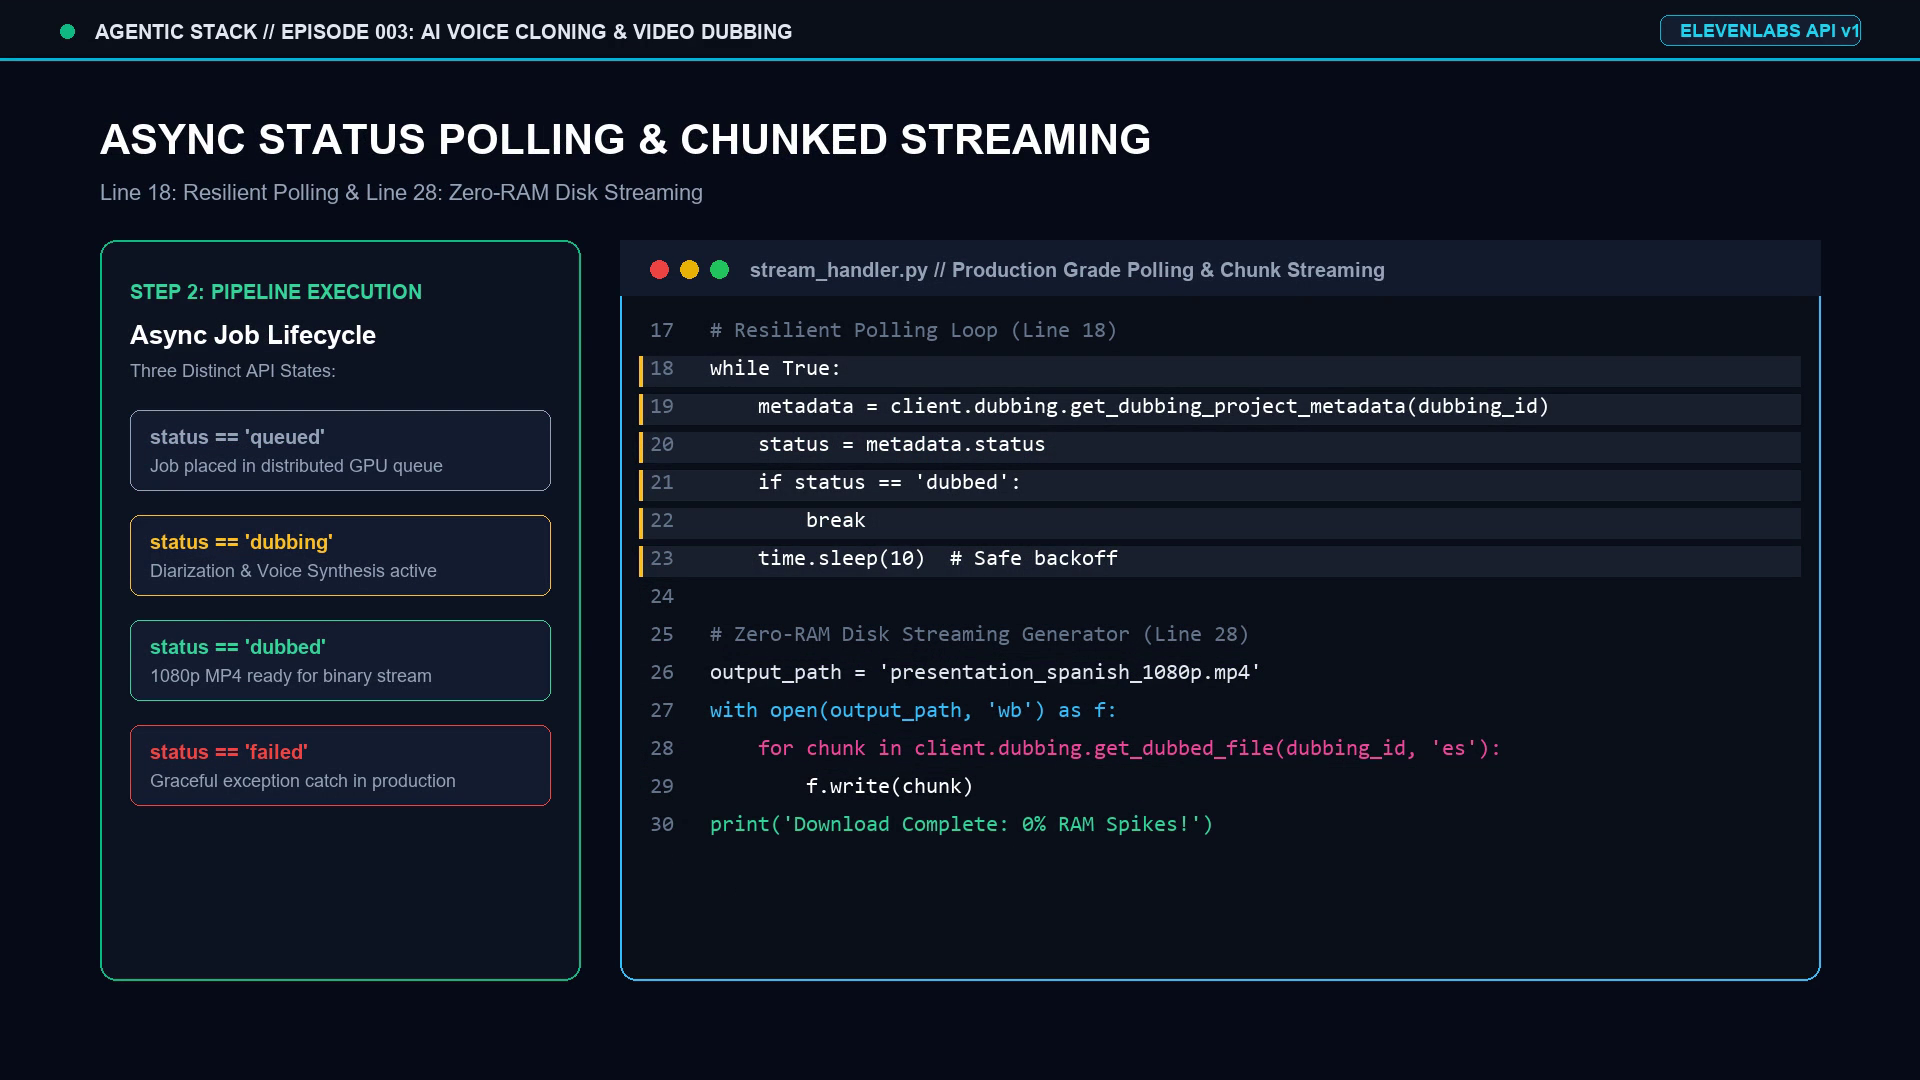 AGENTIC STACK // EPISODE 003: AI VOICE CLONING & VIDEO DUBBING
ELEVENLABS API v1
ASYNC STATUS POLLING & CHUNKED STREAMING
Line 18: Resilient Polling & Line 28: Zero-RAM Disk Streaming
STEP 2: PIPELINE EXECUTION
Async Job Lifecycle
Three Distinct API States:
status == 'queued'
Job placed in distributed GPU queue
status == 'dubbing'
Diarization & Voice Synthesis active
status == 'dubbed'
1080p MP4 ready for binary stream
status == 'failed'
Graceful exception catch in production
stream_handler.py // Production Grade Polling & Chunk Streaming
17 # Resilient Polling Loop (Line 18)
18 while True:
19     metadata = client.dubbing.get_dubbing_project_metadata(dubbing_id)
20     status = metadata.status
21     if status == 'dubbed':
22         break
23     time.sleep(10)  # Safe backoff
24
25 # Zero-RAM Disk Streaming Generator (Line 28)
26 output_path = 'presentation_spanish_1080p.mp4'
27 with open(output_path, 'wb') as f:
28     for chunk in client.dubbing.get_dubbed_file(dubbing_id, 'es'):
29         f.write(chunk)
30 print('Download Complete: 0% RAM Spikes!')